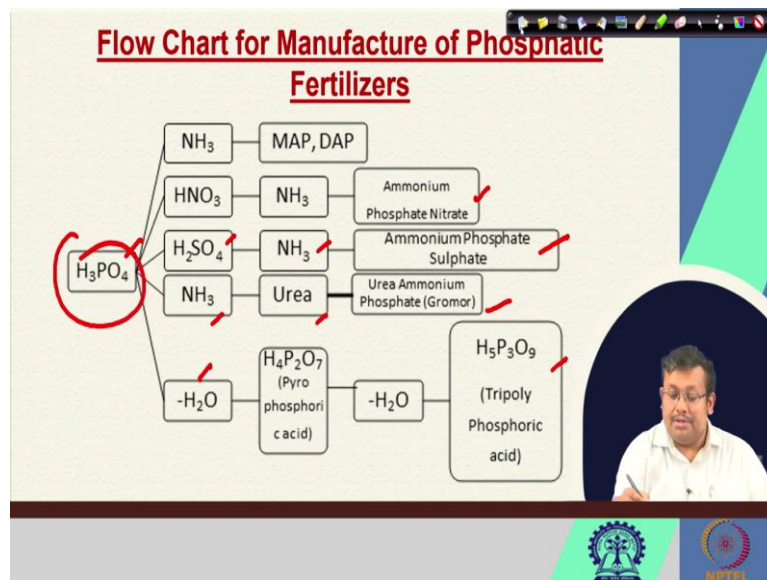 Flow Chart for Manufacture of Phosphatic
Fertilizers
NH₃
MAP, DAP
HNO₃
NH₃
Ammonium
Phosphate Nitrate
H₃PO₄
H₂SO₄
NH₃
Ammonium Phosphate
Sulphate
NH₃
Urea
Urea Ammonium
Phosphate (Gromor)
-H₂O
H₄P₂O₇
(Pyro
phosphori
c acid)
-H₂O
H₅P₃O₉
(Tripoly
Phosphoric
acid)
NPTEL